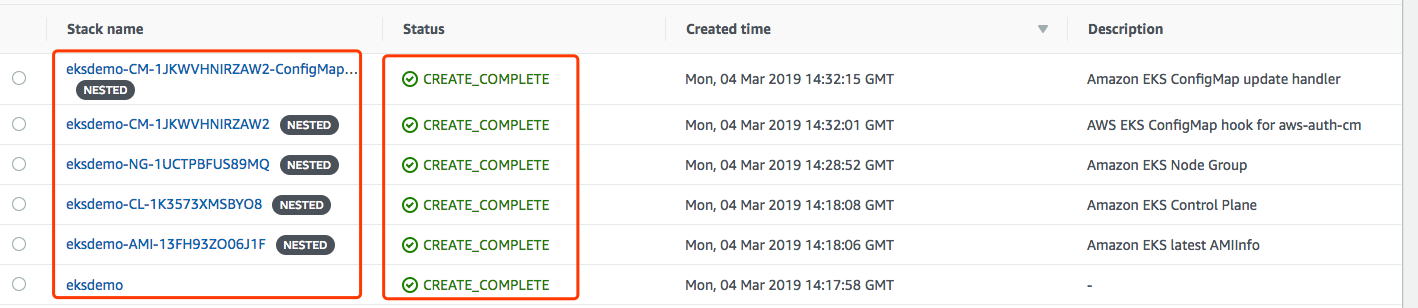 Stack name Status Created time Description
eksdemo-CM-1JKWVHNIRZAW2-ConfigMap... CREATE_COMPLETE Mon, 04 Mar 2019 14:32:15 GMT Amazon EKS ConfigMap update handler
NESTED
eksdemo-CM-1JKWVHNIRZAW2 NESTED CREATE_COMPLETE Mon, 04 Mar 2019 14:32:01 GMT AWS EKS ConfigMap hook for aws-auth-cm
eksdemo-NG-1UCTPBFUS89MQ NESTED CREATE_COMPLETE Mon, 04 Mar 2019 14:28:52 GMT Amazon EKS Node Group
eksdemo-CL-1K3573XMSBYO8 NESTED CREATE_COMPLETE Mon, 04 Mar 2019 14:18:08 GMT Amazon EKS Control Plane
eksdemo-AMI-13FH93ZO06J1F NESTED CREATE_COMPLETE Mon, 04 Mar 2019 14:18:06 GMT Amazon EKS latest AMIInfo
eksdemo CREATE_COMPLETE Mon, 04 Mar 2019 14:17:58 GMT -